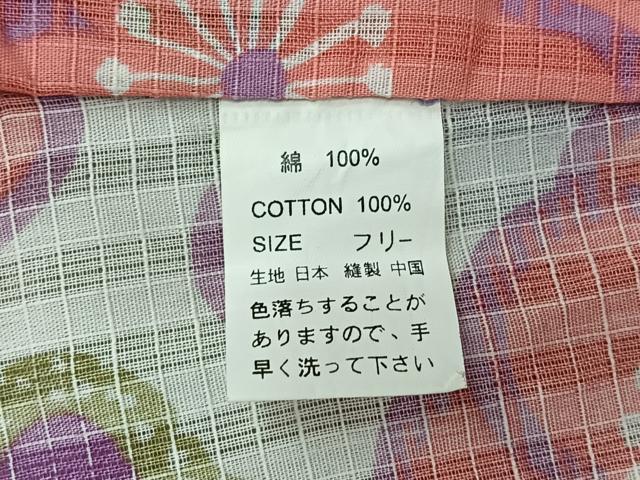 綿 100%
COTTON 100%
SIZE フリー
生地 日本 縫製 中国
色落ちすることが
ありますので、手
早く洗って下さい